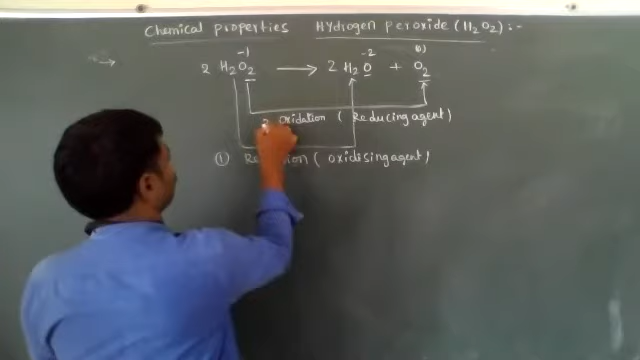 Chemical properties Hydrogen peroxide (H₂O₂) :-
→ 2 H₂O₂ ⟶ 2 H₂O + O₂
-1 -2 (0)
2 oxidation ( Reducing agent )
① ( oxidising agent )